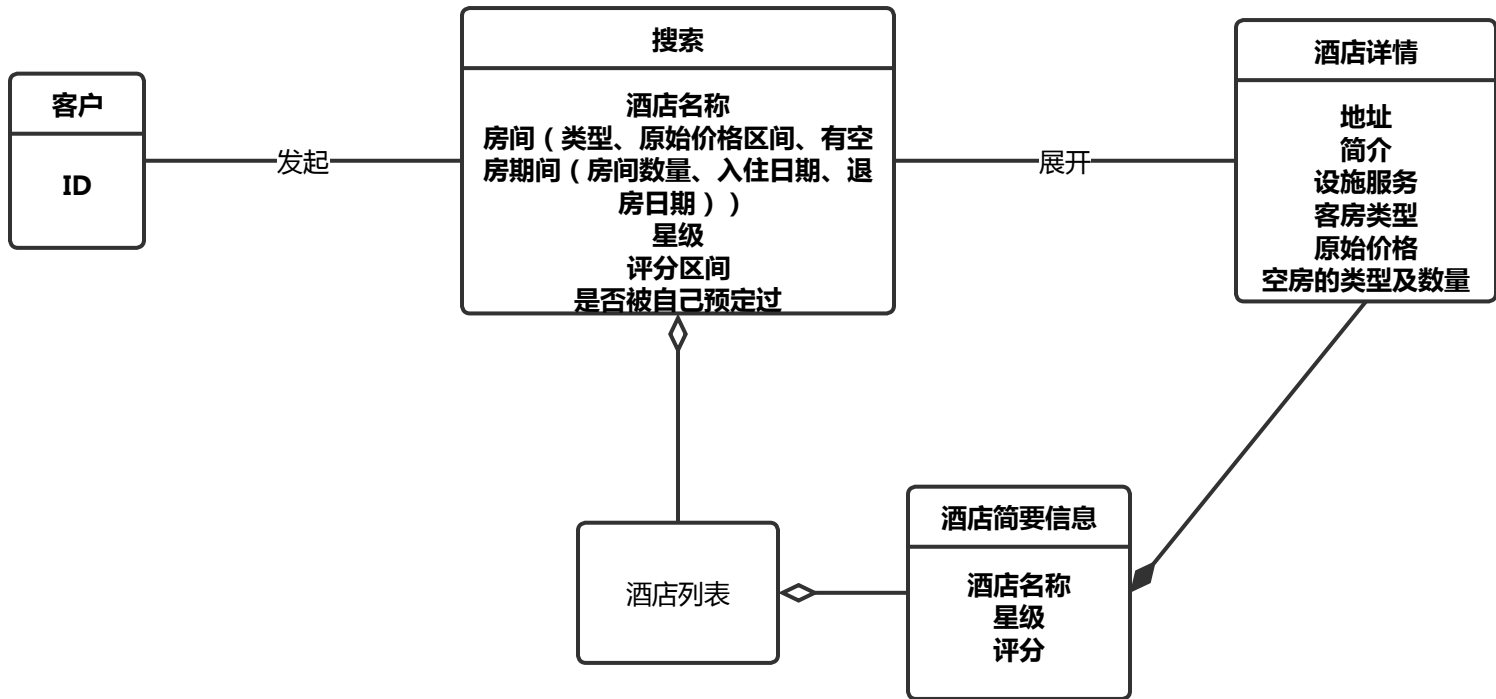 客户
ID
发起
搜索
酒店名称
房间（类型、原始价格区间、有空
房期间（房间数量、入住日期、退
房日期））
星级
评分区间
是否被自己预定过
展开
酒店详情
地址
简介
设施服务
客房类型
原始价格
空房的类型及数量
酒店列表
酒店简要信息
酒店名称
星级
评分